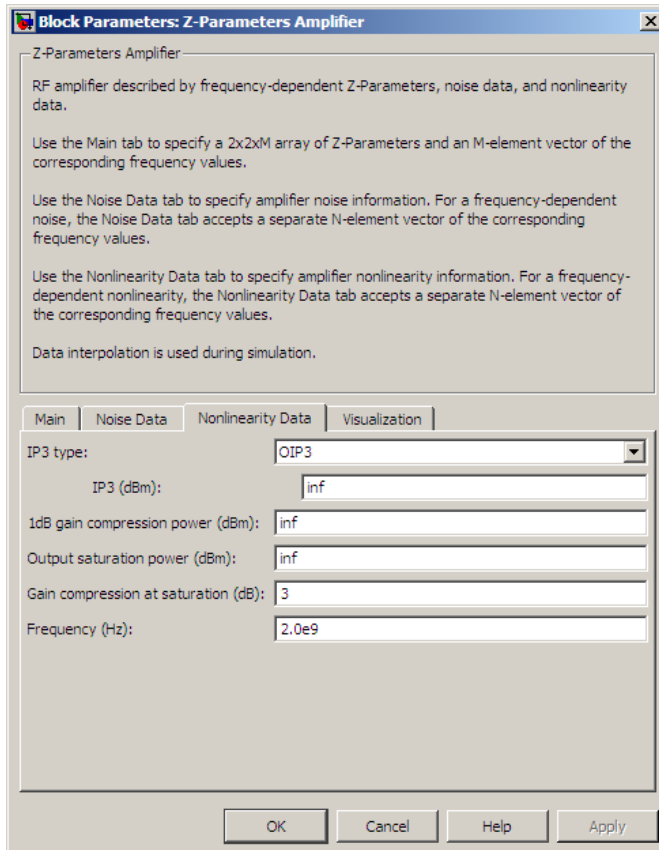 Block Parameters: Z-Parameters Amplifier
Z-Parameters Amplifier
RF amplifier described by frequency-dependent Z-Parameters, noise data, and nonlinearity
data.
Use the Main tab to specify a 2x2xM array of Z-Parameters and an M-element vector of the
corresponding frequency values.
Use the Noise Data tab to specify amplifier noise information. For a frequency-dependent
noise, the Noise Data tab accepts a separate N-element vector of the corresponding
frequency values.
Use the Nonlinearity Data tab to specify amplifier nonlinearity information. For a frequency-
dependent nonlinearity, the Nonlinearity Data tab accepts a separate N-element vector of
the corresponding frequency values.
Data interpolation is used during simulation.
Main Noise Data Nonlinearity Data Visualization
IP3 type: OIP3
IP3 (dBm): inf
1dB gain compression power (dBm): inf
Output saturation power (dBm): inf
Gain compression at saturation (dB): 3
Frequency (Hz): 2.0e9
OK Cancel Help Apply